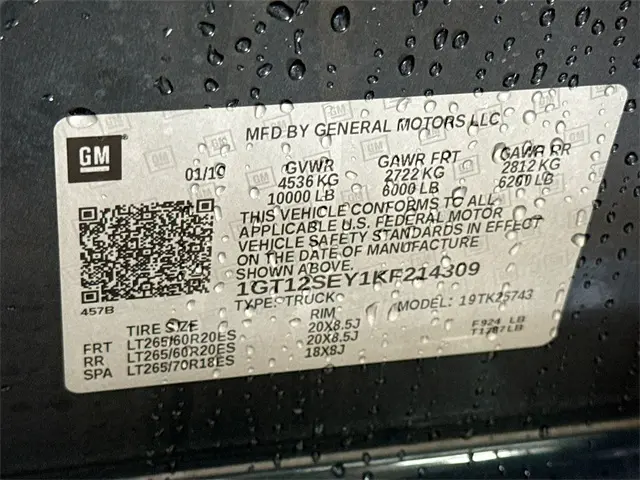 GM
MFD BY GENERAL MOTORS LLC
01/19 GVWR GAWR FRT GAWR RR
4536 KG 2722 KG 2812 KG
10000 LB 6000 LB 6200 LB
THIS VEHICLE CONFORMS TO ALL
APPLICABLE U.S. FEDERAL MOTOR
VEHICLE SAFETY STANDARDS IN EFFECT
ON THE DATE OF MANUFACTURE
SHOWN ABOVE.
1GT12SEY1KF214309
457B
TYPE: TRUCK MODEL: 19TK25743
TIRE SIZE RIM
FRT LT265/60R20ES 20X8.5J F924 LB
RR LT265/60R20ES 20X8.5J
SPA LT265/70R18ES 18X8J